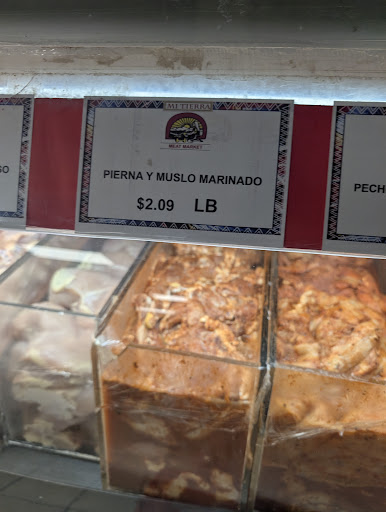 MI TIERRA
MEAT MARKET
PIERNA Y MUSLO MARINADO
$2.09 LB
SO
PECH